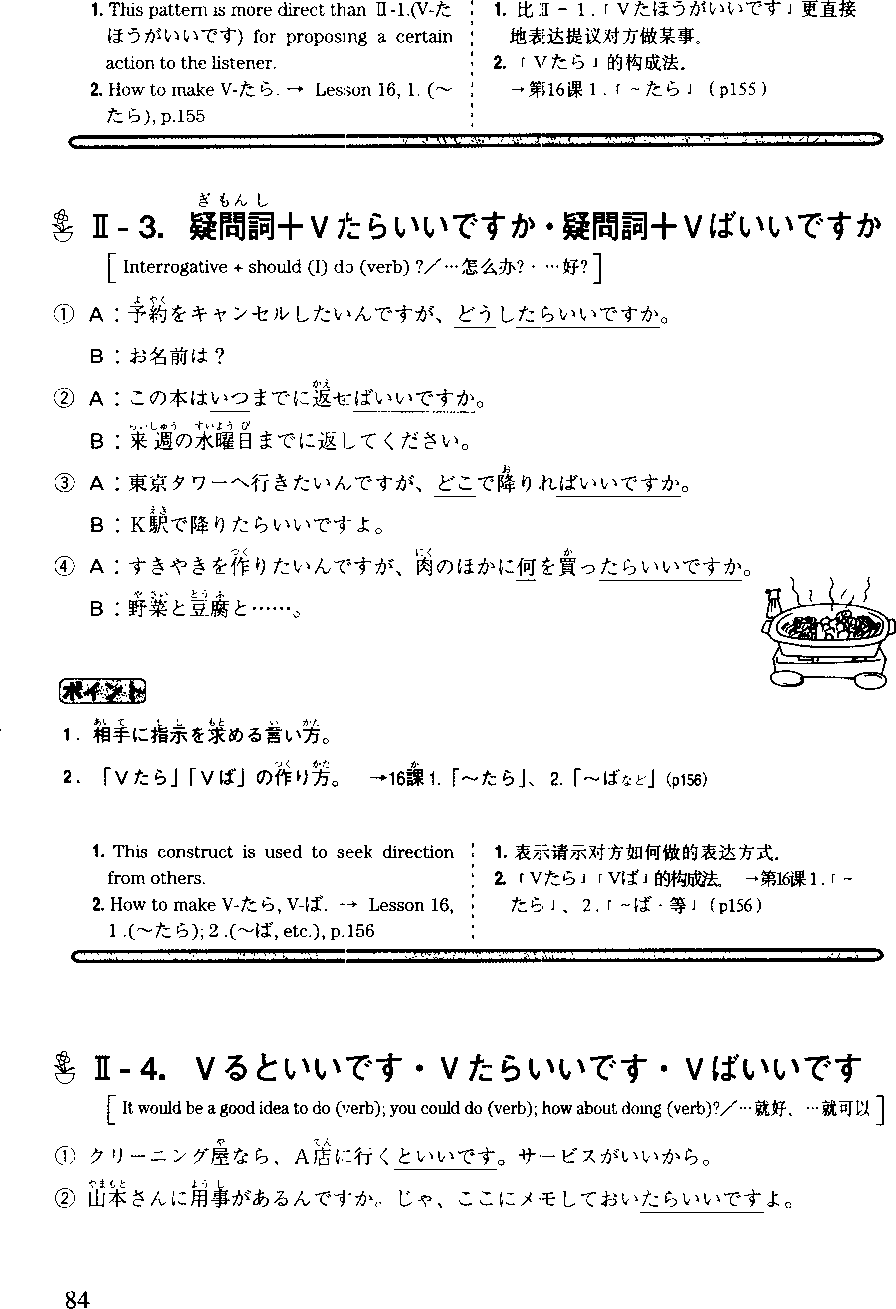 1. This pattern is more direct than Ⅱ-1.(V-た
ほうがいいです) for proposing a certain
action to the listener.
2. How to make V-たら. → Lesson 16, 1. (〜
たら), p.155
1. 比Ⅱ－1.「Vたほうがいいです」更直接
地表达提议对方做某事。
2.「Vたら」的构成法.
→第16课1.「~たら」(p155)
ぎもんし
Ⅱ-3. 疑問詞＋Vたらいいですか・疑問詞＋Vばいいですか
[ Interrogative + should (I) do (verb) ?／…怎么办?・…好? ]
よやく
① A：予約をキャンセルしたいんですが、どうしたらいいですか。
B：お名前は？
かえ
② A：この本はいつまでに返せばいいですか。
らいしゅう すいようび
B：来週の水曜日までに返してください。
お
③ A：東京タワーへ行きたいんですが、どこで降りればいいですか。
えき
B：K駅で降りたらいいですよ。
つく にく か
④ A：すきやきを作りたいんですが、肉のほかに何を買ったらいいですか。
やさい とうふ
B：野菜と豆腐と……。
ポイント
あいて しじ もと い かた
1. 相手に指示を求める言い方。
つく かた か
2. 「Vたら」「Vば」の作り方。 →16課1.「〜たら」、2.「〜ばなど」(p156)
1. This construct is used to seek direction
from others.
2. How to make V-たら, V-ば. → Lesson 16,
1.(〜たら); 2.(〜ば, etc.), p.156
1. 表示请示对方如何做的表达方式.
2.「Vたら」「Vば」的构成法. →第16课1.「~
たら」、2.「~ば·等」(p156)
Ⅱ-4. Vるといいです・Vたらいいです・Vばいいです
[ It would be a good idea to do (verb); you could do (verb); how about doing (verb)?／…就好、…就可以 ]
や てん
① クリーニング屋なら、A店に行くといいです。サービスがいいから。
やまもと ようじ
② 山本さんに用事があるんですか。じゃ、ここにメモしておいたらいいですよ。
84